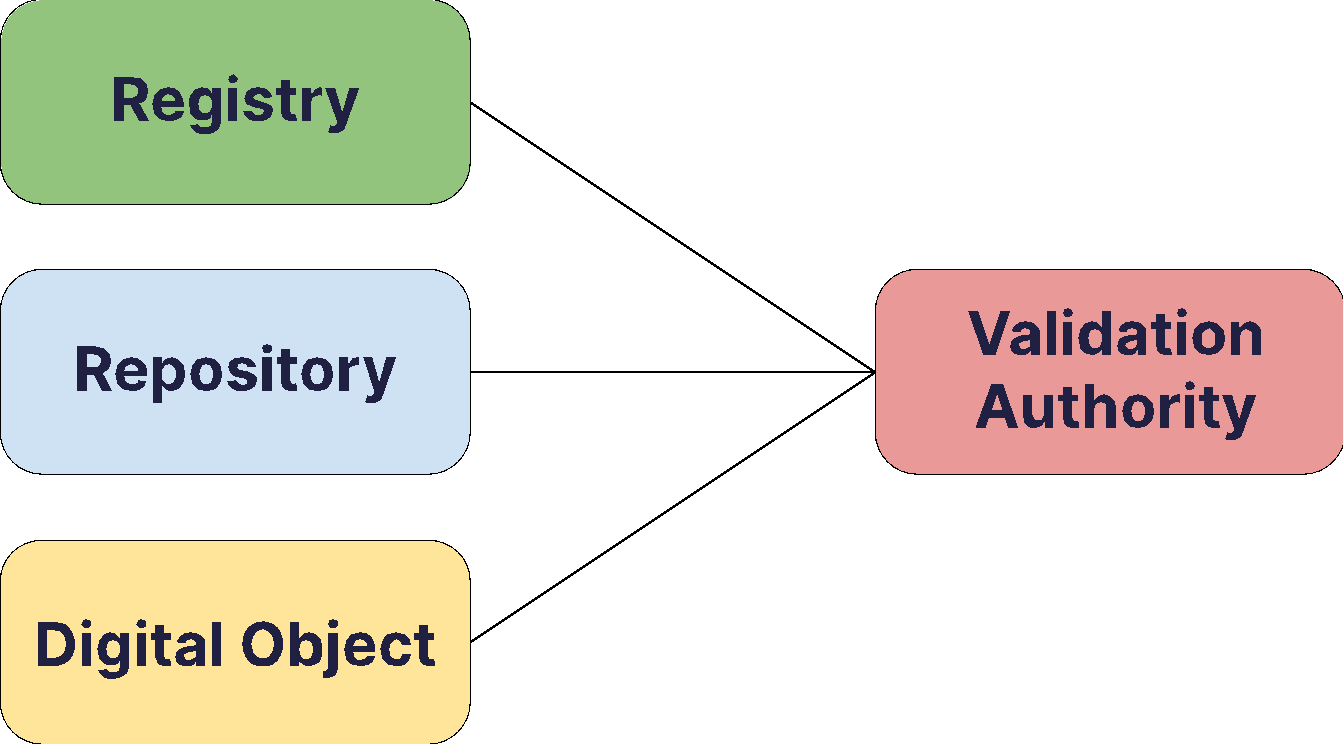 Registry
Repository
Validation
Authority
Digital Object